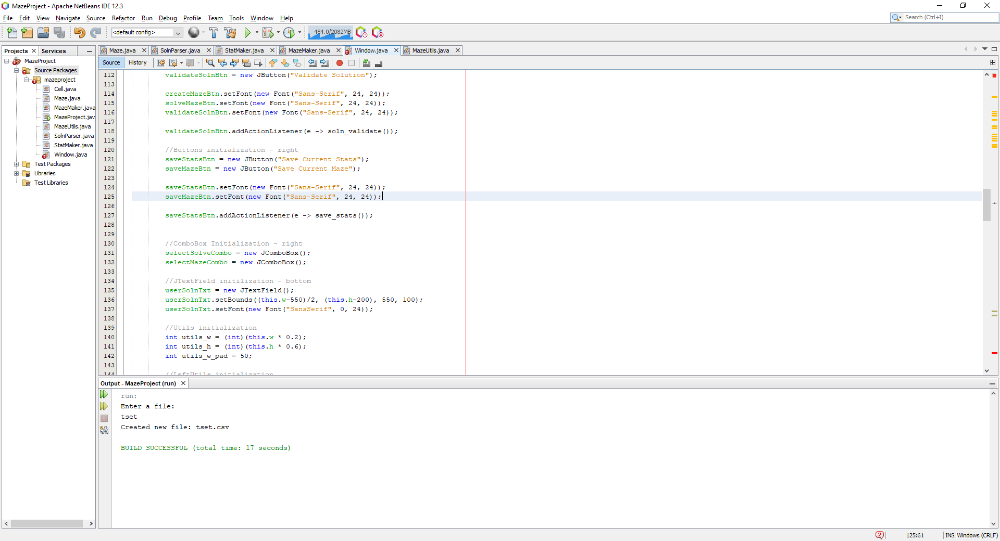 MazeProject - Apache NetBeans IDE 12.3
File Edit View Navigate Source Refactor Run Debug Profile Team Tools Window Help
Search (Ctrl+I)
<default config>
484.0/2082MB
Projects
Services
MazeProject
Source Packages
mazeproject
Cell.java
Maze.java
MazeMaker.java
MazeProject.java
MazeUtils.java
SolnParser.java
StatMaker.java
Window.java
Test Packages
Libraries
Test Libraries
Maze.java SolnParser.java StatMaker.java MazeMaker.java Window.java MazeUtils.java
Source History
112 validateSolnBtn = new JButton("Validate Solution");
113
114 createMazeBtn.setFont(new Font("Sans-Serif", 24, 24));
115 solveMazeBtn.setFont(new Font("Sans-Serif", 24, 24));
116 validateSolnBtn.setFont(new Font("Sans-Serif", 24, 24));
117
118 validateSolnBtn.addActionListener(e -> soln_validate());
119
120 //Buttons initialization - right
121 saveStatsBtn = new JButton("Save Current Stats");
122 saveMazeBtn = new JButton("Save Current Maze");
123
124 saveStatsBtn.setFont(new Font("Sans-Serif", 24, 24));
125 saveMazeBtn.setFont(new Font("Sans-Serif", 24, 24));
126
127 saveStatsBtn.addActionListener(e -> save_stats());
128
129
130 //ComboBox Initialization - right
131 selectSolveCombo = new JComboBox();
132 selectMazeCombo = new JComboBox();
133
134 //JTextField initilization - bottom
135 userSolnTxt = new JTextField();
136 userSolnTxt.setBounds((this.w-550)/2, (this.h-200), 550, 100);
137 userSolnTxt.setFont(new Font("SansSerif", 0, 24));
138
139 //Utils initialization
140 int utils_w = (int)(this.w * 0.2);
141 int utils_h = (int)(this.h * 0.6);
142 int utils_w_pad = 50;
143
144 //LeftUtils initialization
Output - MazeProject (run)
run:
Enter a file:
tset
Created new file: tset.csv
BUILD SUCCESSFUL (total time: 17 seconds)
2 125:61 INS Windows (CRLF)